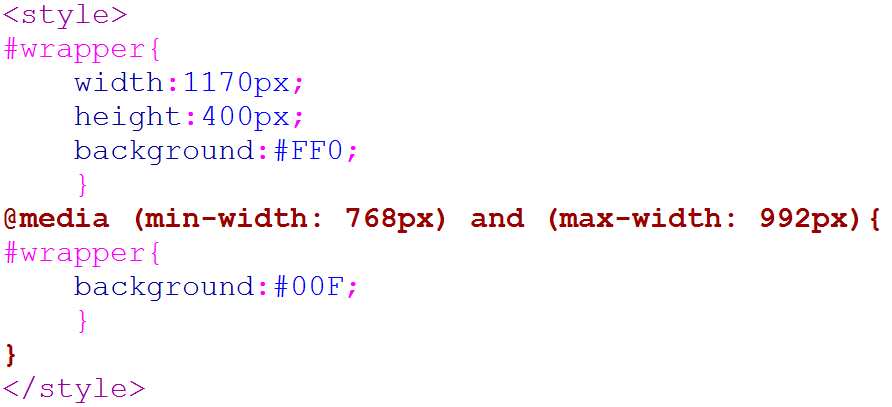 <style>
#wrapper{
    width:1170px;
    height:400px;
    background:#FF0;
    }
@media (min-width: 768px) and (max-width: 992px){
#wrapper{
    background:#00F;
    }
}
</style>